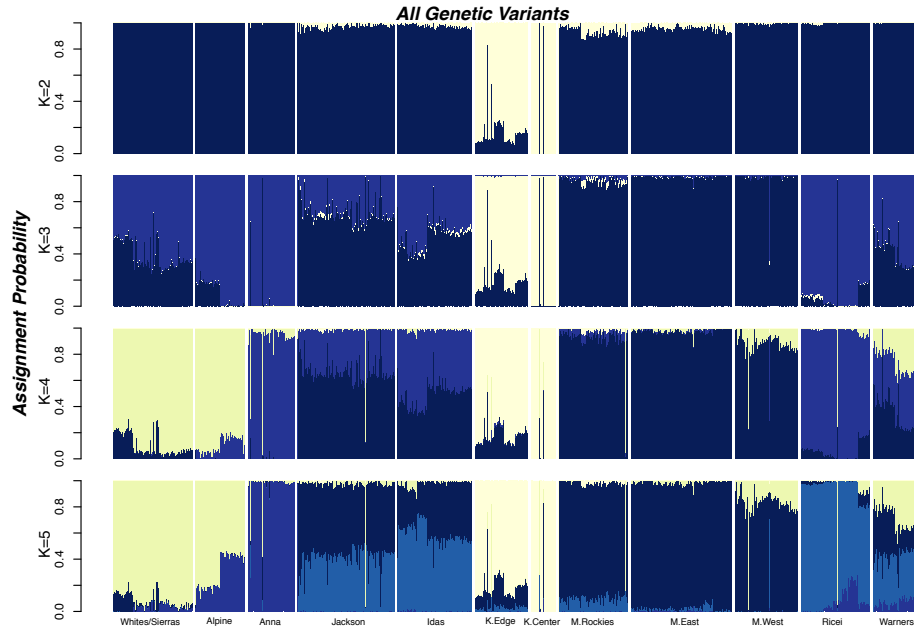 All Genetic Variants
Assignment Probability
K=2
0.0 0.4 0.8
K=3
0.0 0.4 0.8
K=4
0.0 0.4 0.8
K=5
0.0 0.4 0.8
Whites/Sierras Alpine Anna Jackson Idas K.Edge K.Center M.Rockies M.East M.West Ricei Warners